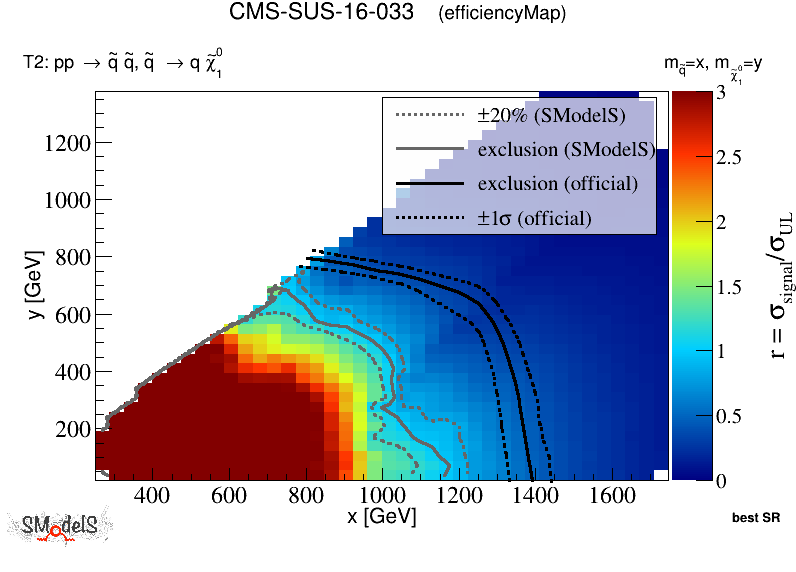 CMS-SUS-16-033 (efficiencyMap)
T2: pp → q̃ q̃, q̃ → q χ̃₁⁰
m_q̃=x, m_χ̃₁⁰=y
±20% (SModelS)
exclusion (SModelS)
exclusion (official)
±1σ (official)
y [GeV]
1200
1000
800
600
400
200
400 600 800 1000 1200 1400 1600
x [GeV]
3
2.5
2
1.5
1
0.5
0
r = σ_signal/σ_UL
best SR
SModelS